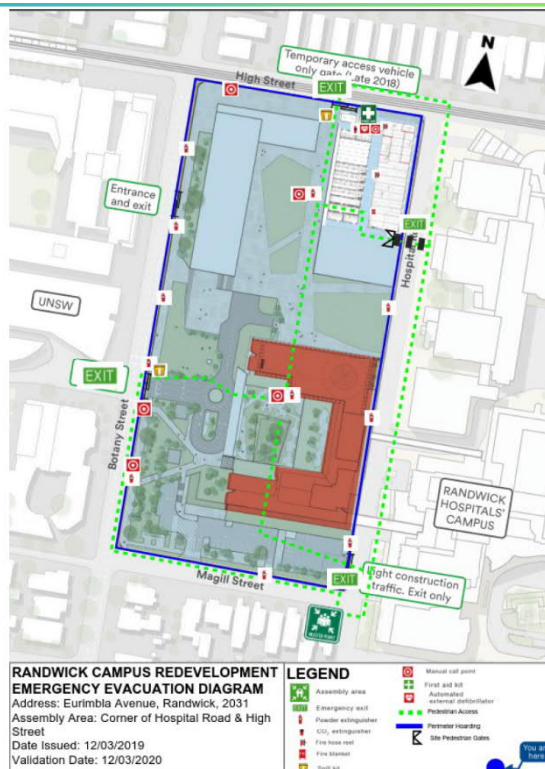 N
Temporary access vehicle
only gate (Late 2018)
High Street
EXIT
Entrance
and exit
EXIT
UNSW
EXIT
Botany Street
RANDWICK
HOSPITALS'
CAMPUS
Light construction
traffic. Exit only
EXIT
Magill Street
RANDWICK CAMPUS REDEVELOPMENT
EMERGENCY EVACUATION DIAGRAM
Address: Eurimbla Avenue, Randwick, 2031
Assembly Area: Corner of Hospital Road & High
Street
Date Issued: 12/03/2019
Validation Date: 12/03/2020
LEGEND
Assembly area
EXIT
Emergency exit
Powder extinguisher
CO₂ extinguisher
Fire hose reel
Fire blanket
Spill kit
Manual call point
First aid kit
Automated
external defibrillator
Pedestrian Access
Perimeter Hoarding
Site Pedestrian Gates
You are
here